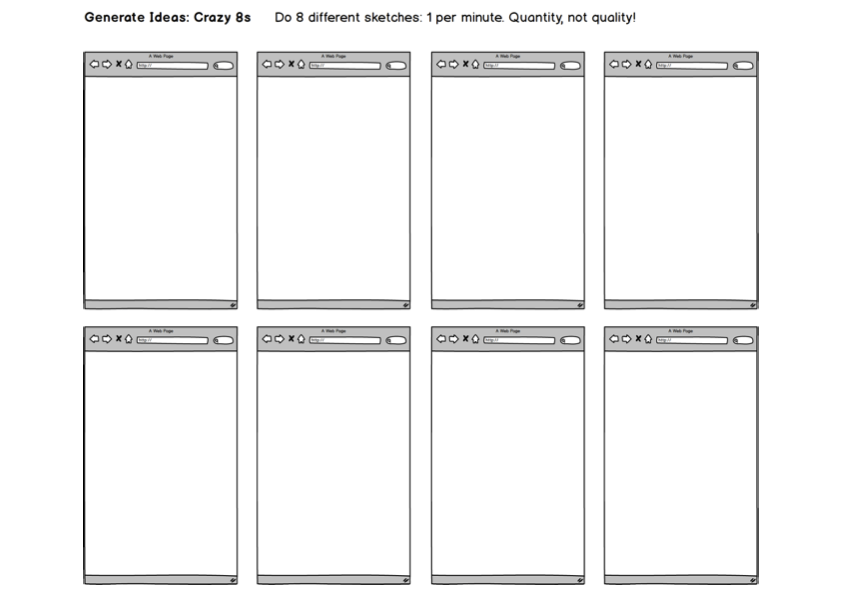 Generate Ideas: Crazy 8s Do 8 different sketches: 1 per minute. Quantity, not quality!
A Web Page A Web Page A Web Page A Web Page
http:// http:// http:// http://
A Web Page A Web Page A Web Page A Web Page
http:// http:// http:// http://